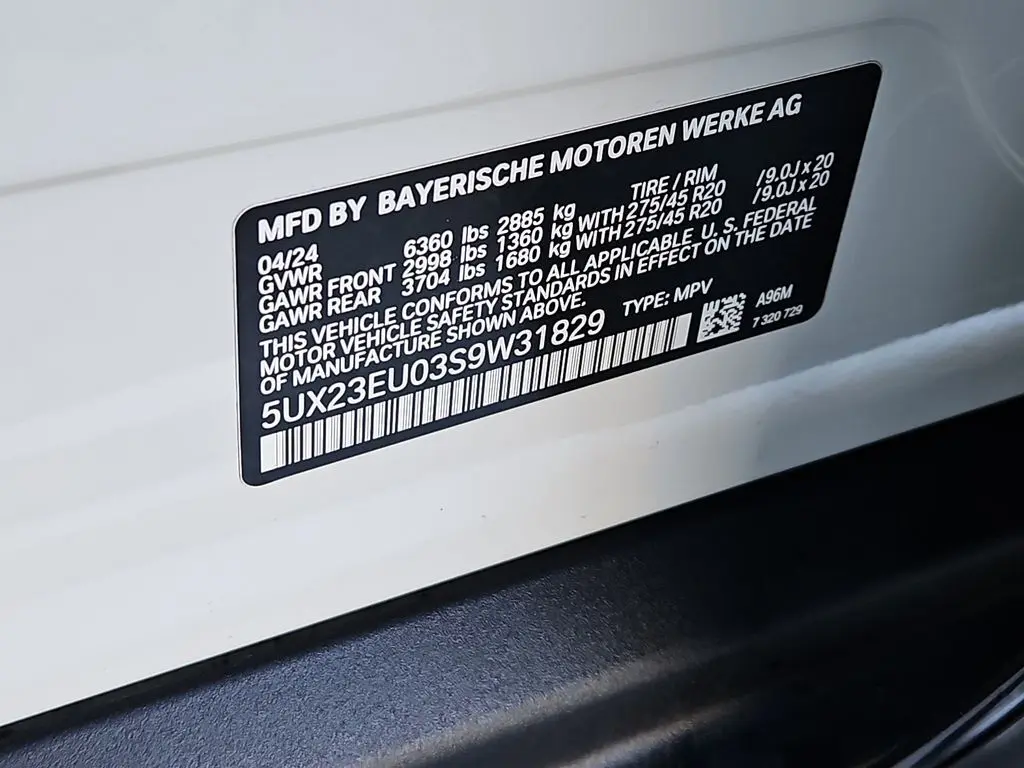 MFD BY BAYERISCHE MOTOREN WERKE AG
04/24 TIRE / RIM
GVWR 6360 lbs 2885 kg
GAWR FRONT 2998 lbs 1360 kg WITH 275/45 R20 /9.0J x 20
GAWR REAR 3704 lbs 1680 kg WITH 275/45 R20 /9.0J x 20
THIS VEHICLE CONFORMS TO ALL APPLICABLE U. S. FEDERAL
MOTOR VEHICLE SAFETY STANDARDS IN EFFECT ON THE DATE
OF MANUFACTURE SHOWN ABOVE.
5UX23EU03S9W31829 TYPE: MPV A96M
7 320 729